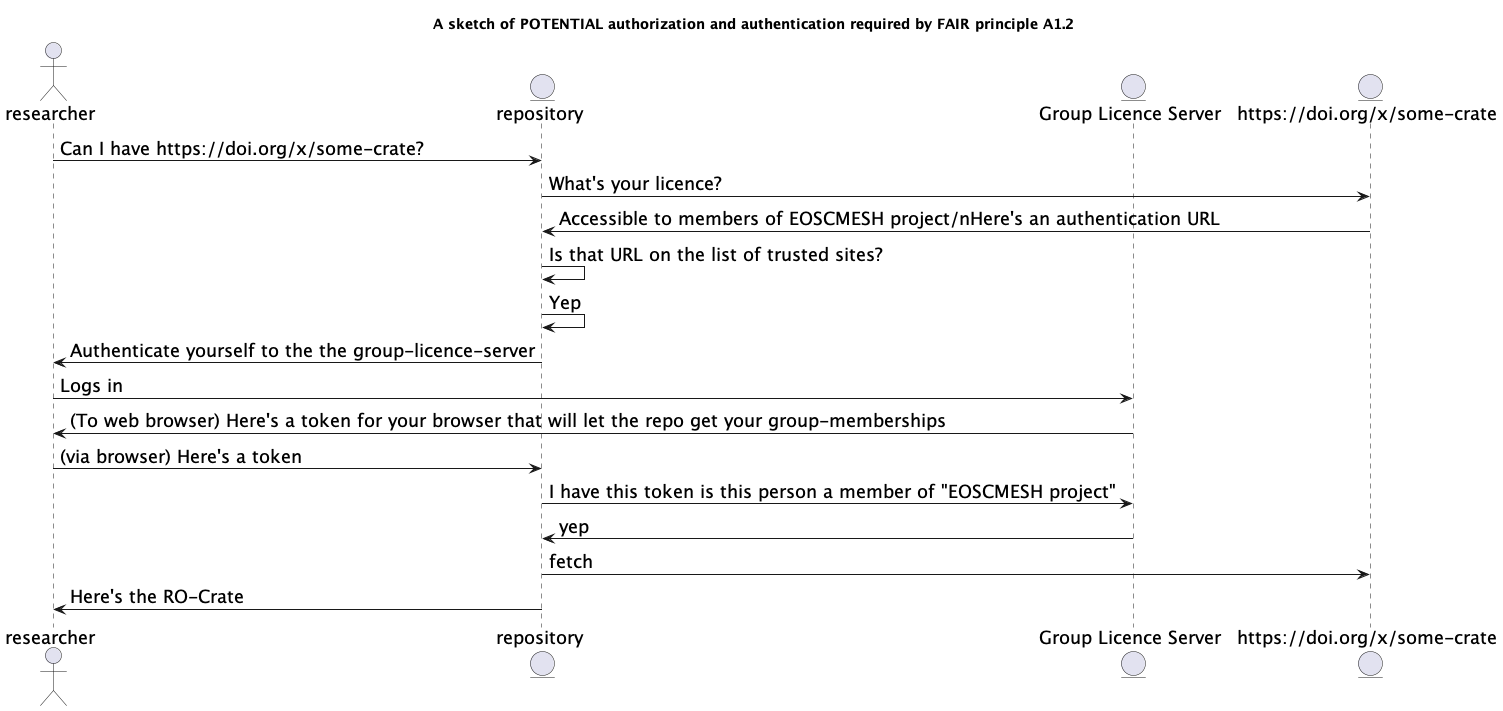 A sketch of POTENTIAL authorization and authentication required by FAIR principle A1.2
researcher
repository
Group Licence Server
https://doi.org/x/some-crate
Can I have https://doi.org/x/some-crate?
What's your licence?
Accessible to members of EOSCMESH project/nHere's an authentication URL
Is that URL on the list of trusted sites?
Yep
Authenticate yourself to the the group-licence-server
Logs in
(To web browser) Here's a token for your browser that will let the repo get your group-memberships
(via browser) Here's a token
I have this token is this person a member of "EOSCMESH project"
yep
fetch
Here's the RO-Crate
researcher
repository
Group Licence Server
https://doi.org/x/some-crate